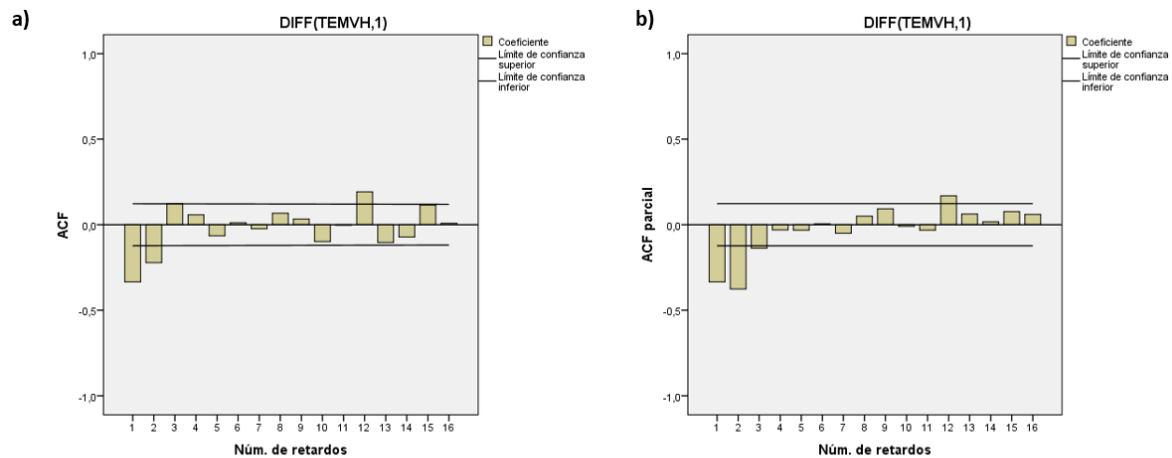 a)
DIFF(TEMVH,1)
1,0
0,5
0,0
-0,5
-1,0
ACF
1 2 3 4 5 6 7 8 9 10 11 12 13 14 15 16
Núm. de retardos
Coeficiente
Límite de confianza
superior
Límite de confianza
inferior
b)
DIFF(TEMVH,1)
1,0
0,5
0,0
-0,5
-1,0
ACF parcial
1 2 3 4 5 6 7 8 9 10 11 12 13 14 15 16
Núm. de retardos
Coeficiente
Límite de confianza
superior
Límite de confianza
inferior